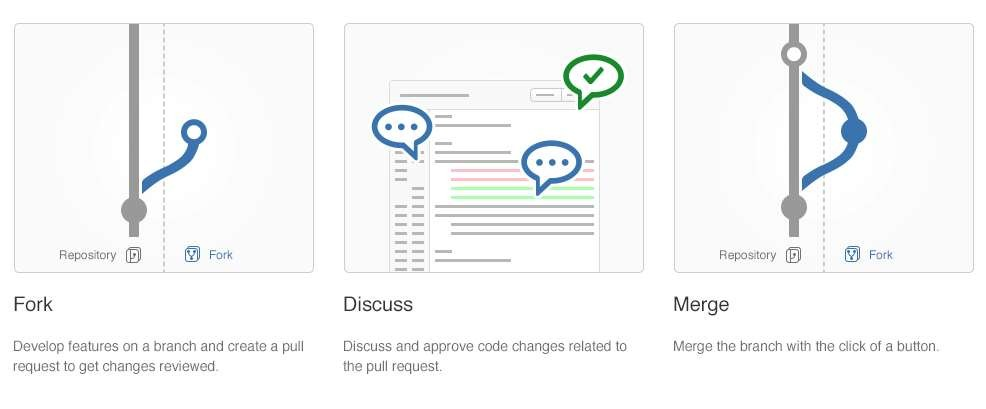 Repository
Fork
Fork
Develop features on a branch and create a pull
request to get changes reviewed.
Discuss
Discuss and approve code changes related to
the pull request.
Repository
Fork
Merge
Merge the branch with the click of a button.